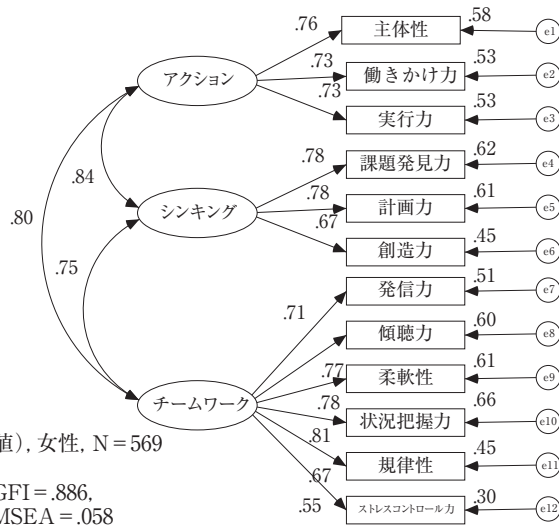 .76
主体性
.58
e1
.73
働きかけ力
.53
e2
アクション
.73
実行力
.53
e3
.78
課題発見力
.62
e4
.84
.78
計画力
.61
e5
シンキング
.67
創造力
.45
e6
.80
.75
.71
発信力
.51
e7
傾聴力
.60
e8
.77
柔軟性
.61
e9
チームワーク
.78
状況把握力
.66
e10
値), 女性, N=569
.81
規律性
.45
e11
.67
GFI=.886,
.55
ストレスコントロール力
.30
e12
MSEA=.058